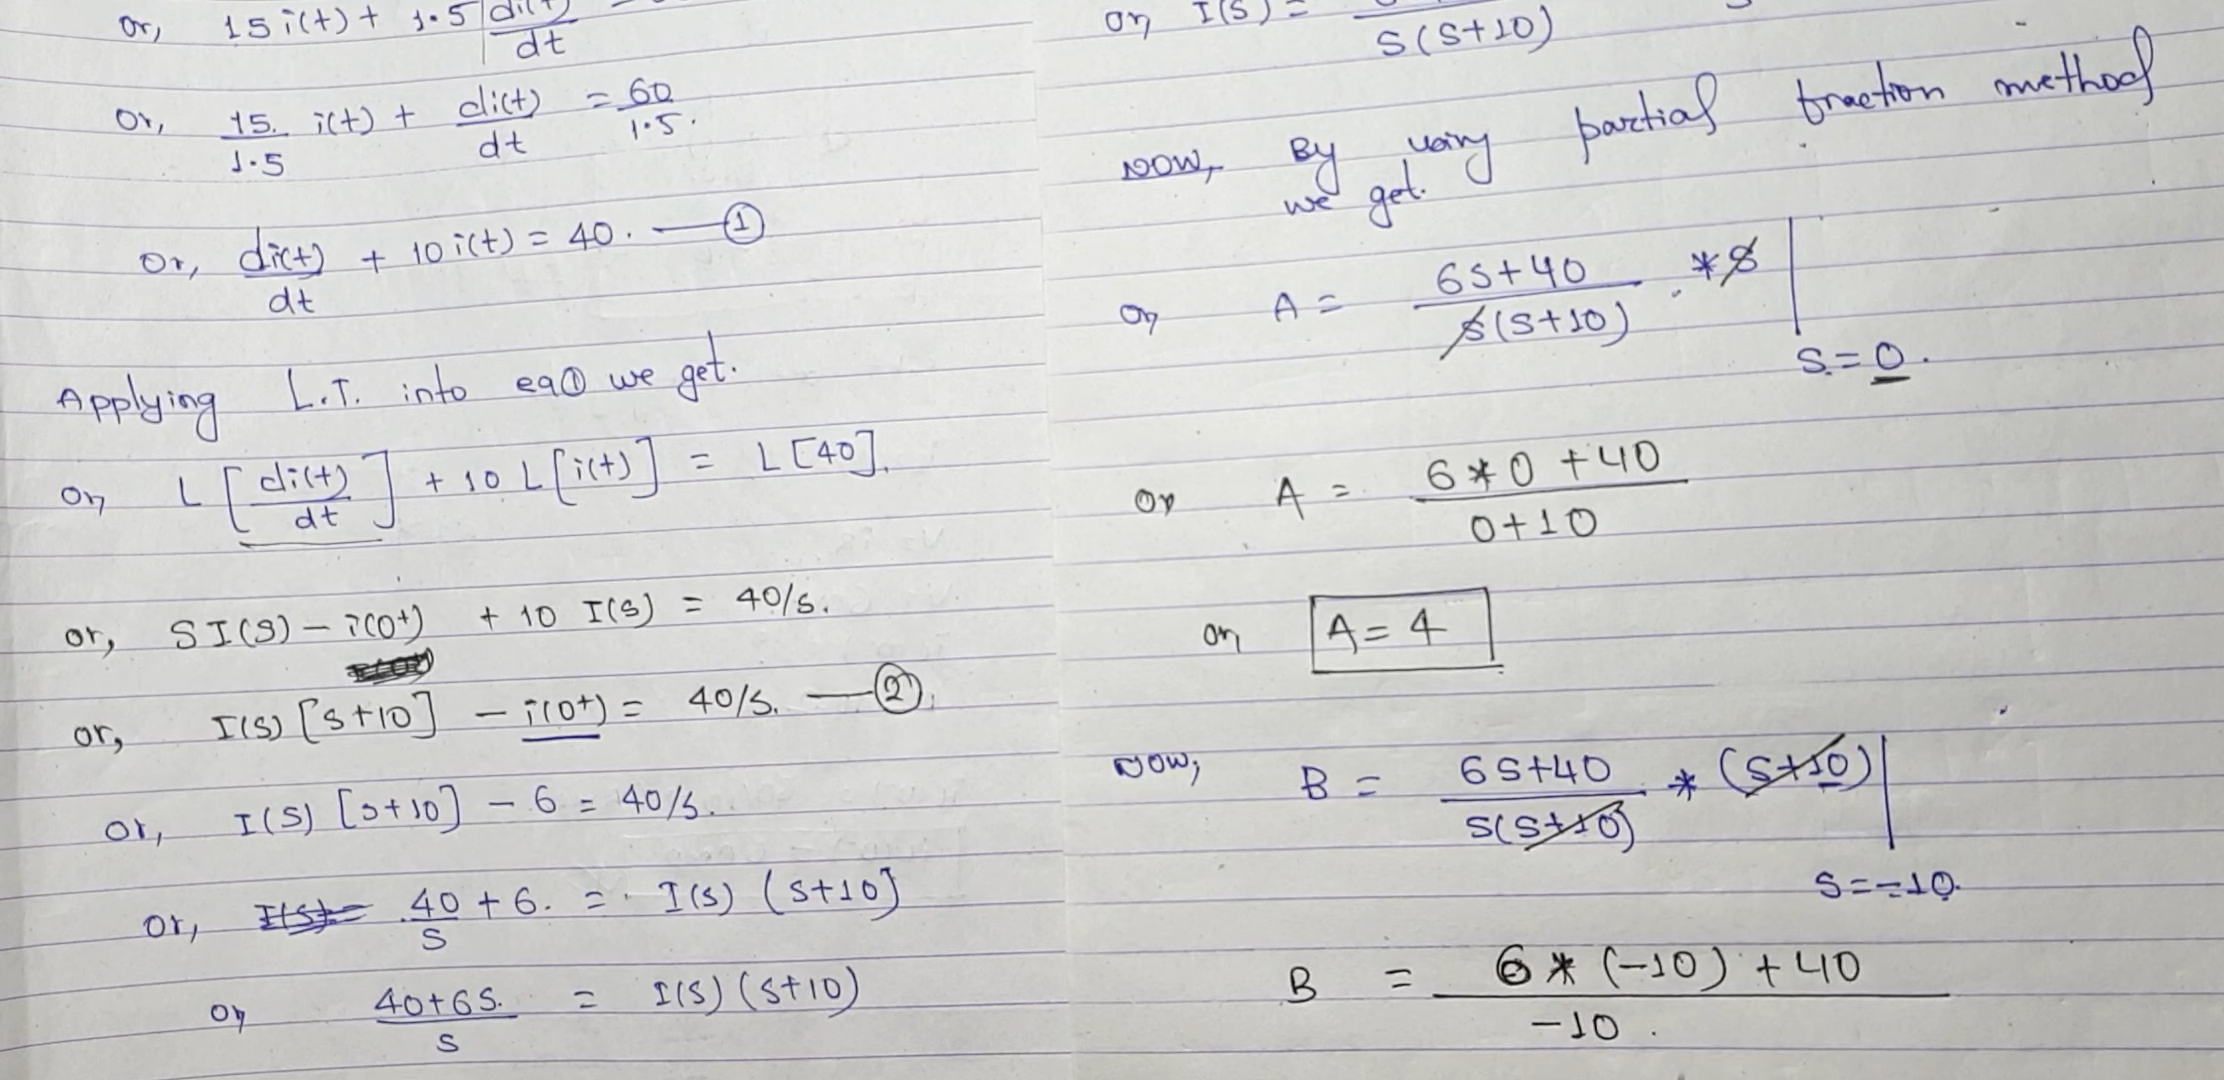 or, 15 i(t) + 1.5 di(t)/dt
or, 15/1.5 i(t) + di(t)/dt = 60/1.5.
or, di(t)/dt + 10 i(t) = 40. — ①
Applying L.T. into eq① we get.
or, L [di(t)/dt] + 10 L [i(t)] = L [40].
or, SI(S) – i(0+) + 10 I(S) = 40/s.
or, I(S) [S+10] – i(0+) = 40/s. — ②.
or, I(S) [s+10] – 6 = 40/s.
or, I(S)= 40/s + 6. = I(S) (S+10]
or 40+6S./s = I(S) (S+10)
or I(S) = /S(S+10)
Now, By using partial fraction method
we get.
or A = 6S+40/S(S+10) * S | S=0.
or A = 6*0+40/0+10
or A = 4
Now, B = 6S+40/S(S+10) * (S+10) | S=-10.
B = 6*(-10)+40/-10.